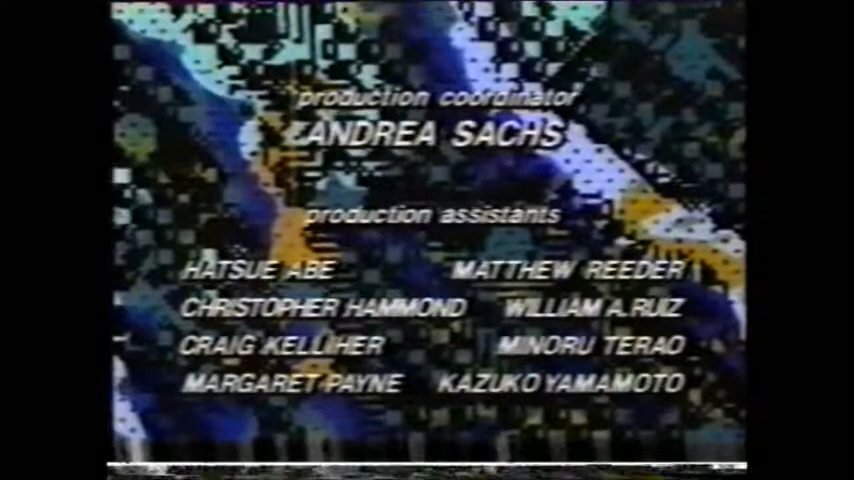 production coordinator
ANDREA SACHS
production assistants
HATSUE ABE MATTHEW REEDER
CHRISTOPHER HAMMOND WILLIAM A. RUIZ
CRAIG KELLIHER MINORU TERAO
MARGARET PAYNE KAZUKO YAMAMOTO